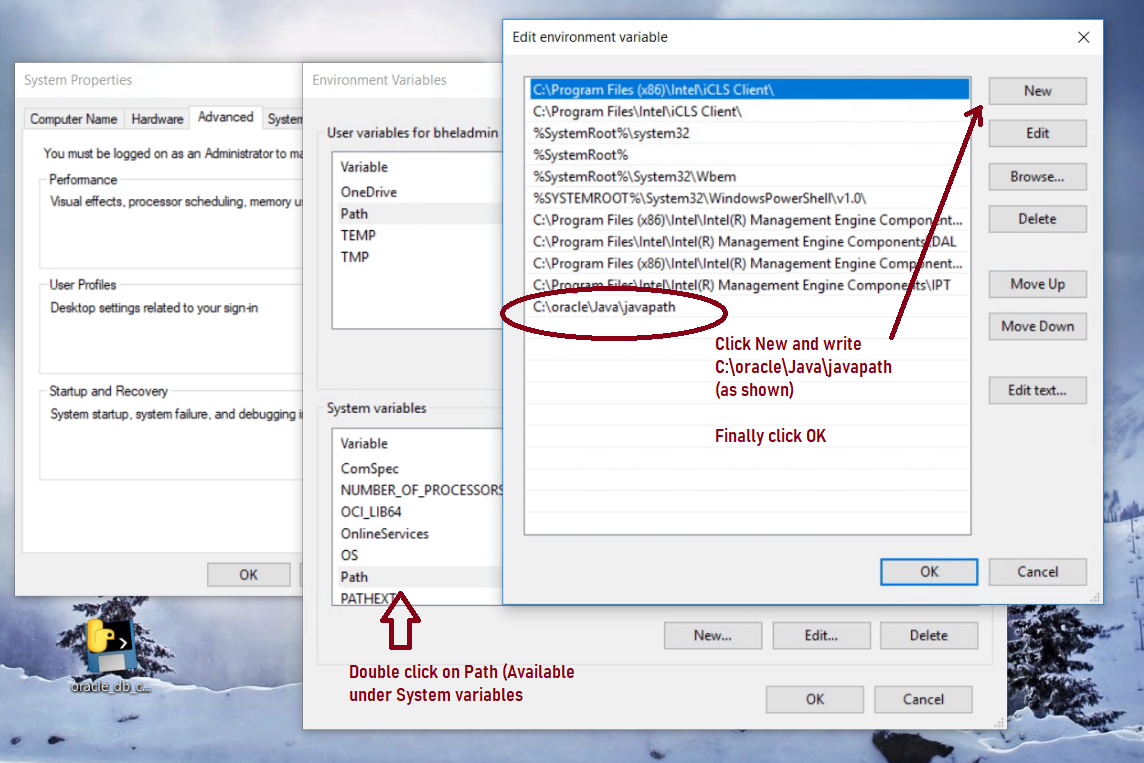 System Properties
Computer Name
Hardware
Advanced
System
You must be logged on as an Administrator to ma
Performance
Visual effects, processor scheduling, memory us
User Profiles
Desktop settings related to your sign-in
Startup and Recovery
System startup, system failure, and debugging in
OK
Environment Variables
User variables for bheladmin
Variable
OneDrive
Path
TEMP
TMP
System variables
Variable
ComSpec
NUMBER_OF_PROCESSORS
OCI_LIB64
OnlineServices
OS
Path
PATHEXT
New...
Edit...
Delete
OK
Cancel
Edit environment variable
C:\Program Files (x86)\Intel\iCLS Client\
C:\Program Files\Intel\iCLS Client\
%SystemRoot%\system32
%SystemRoot%
%SystemRoot%\System32\Wbem
%SYSTEMROOT%\System32\WindowsPowerShell\v1.0\
C:\Program Files (x86)\Intel\Intel(R) Management Engine Component...
C:\Program Files\Intel\Intel(R) Management Engine Components\DAL
C:\Program Files (x86)\Intel\Intel(R) Management Engine Component...
C:\Program Files\Intel\Intel(R) Management Engine Components\IPT
C:\oracle\Java\javapath
New
Edit
Browse...
Delete
Move Up
Move Down
Edit text...
OK
Cancel
Click New and write
C:\oracle\Java\javapath
(as shown)
Finally click OK
Double click on Path (Available
under System variables
oracle_db_c...